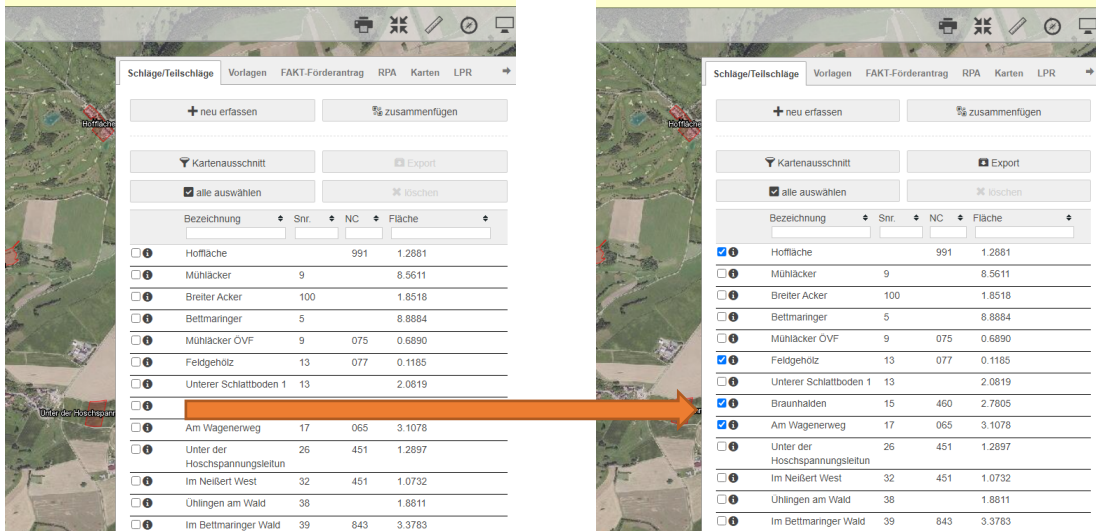 Schläge/Teilschläge Vorlagen FAKT-Förderantrag RPA Karten LPR
neu erfassen zusammenfügen
Hoffläche
Kartenausschnitt Export
alle auswählen löschen
Bezeichnung Snr. NC Fläche
Hoffläche 991 1.2881
Mühläcker 9 8.5611
Breiter Acker 100 1.8518
Bettmaringer 5 8.8884
Mühläcker ÖVF 9 075 0.6890
Feldgehölz 13 077 0.1185
Unterer Schlattboden 1 13 2.0819
Unter der Hoschspann
Am Wagenerweg 17 065 3.1078
Unter der 26 451 1.2897
Hoschspannungsleitun
Im Neißert West 32 451 1.0732
Ühlingen am Wald 38 1.8811
Im Bettmaringer Wald 39 843 3.3783
Schläge/Teilschläge Vorlagen FAKT-Förderantrag RPA Karten LPR
neu erfassen zusammenfügen
Hoffläche
Kartenausschnitt Export
alle auswählen löschen
Bezeichnung Snr. NC Fläche
Hoffläche 991 1.2881
Mühläcker 9 8.5611
Breiter Acker 100 1.8518
Bettmaringer 5 8.8884
Mühläcker ÖVF 9 075 0.6890
Feldgehölz 13 077 0.1185
Unterer Schlattboden 1 13 2.0819
Braunhalden 15 460 2.7805
Am Wagenerweg 17 065 3.1078
Unter der 26 451 1.2897
Hoschspannungsleitun
Im Neißert West 32 451 1.0732
Ühlingen am Wald 38 1.8811
Im Bettmaringer Wald 39 843 3.3783